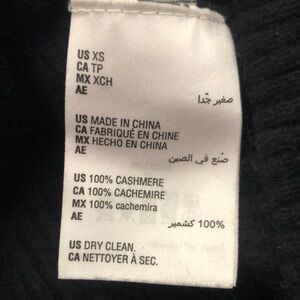 US XS
CA TP
MX XCH
AE
صغير جًدا
US MADE IN CHINA
CA FABRIQUÉ EN CHINE
MX HECHO EN CHINA
AE
صُنع في الصين
US 100% CASHMERE
CA 100% CACHEMIRE
MX 100% cachemira
AE
100% كشمير
US DRY CLEAN.
CA NETTOYER À SEC.